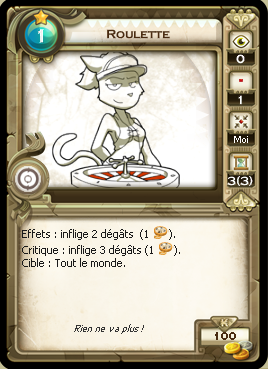 1
ROULETTE
0
1
Moi
3(3)
Effets : inflige 2 dégâts (1 ).
Critique : inflige 3 dégâts (1 ).
Cible : Tout le monde.
Rien ne va plus !
K
100